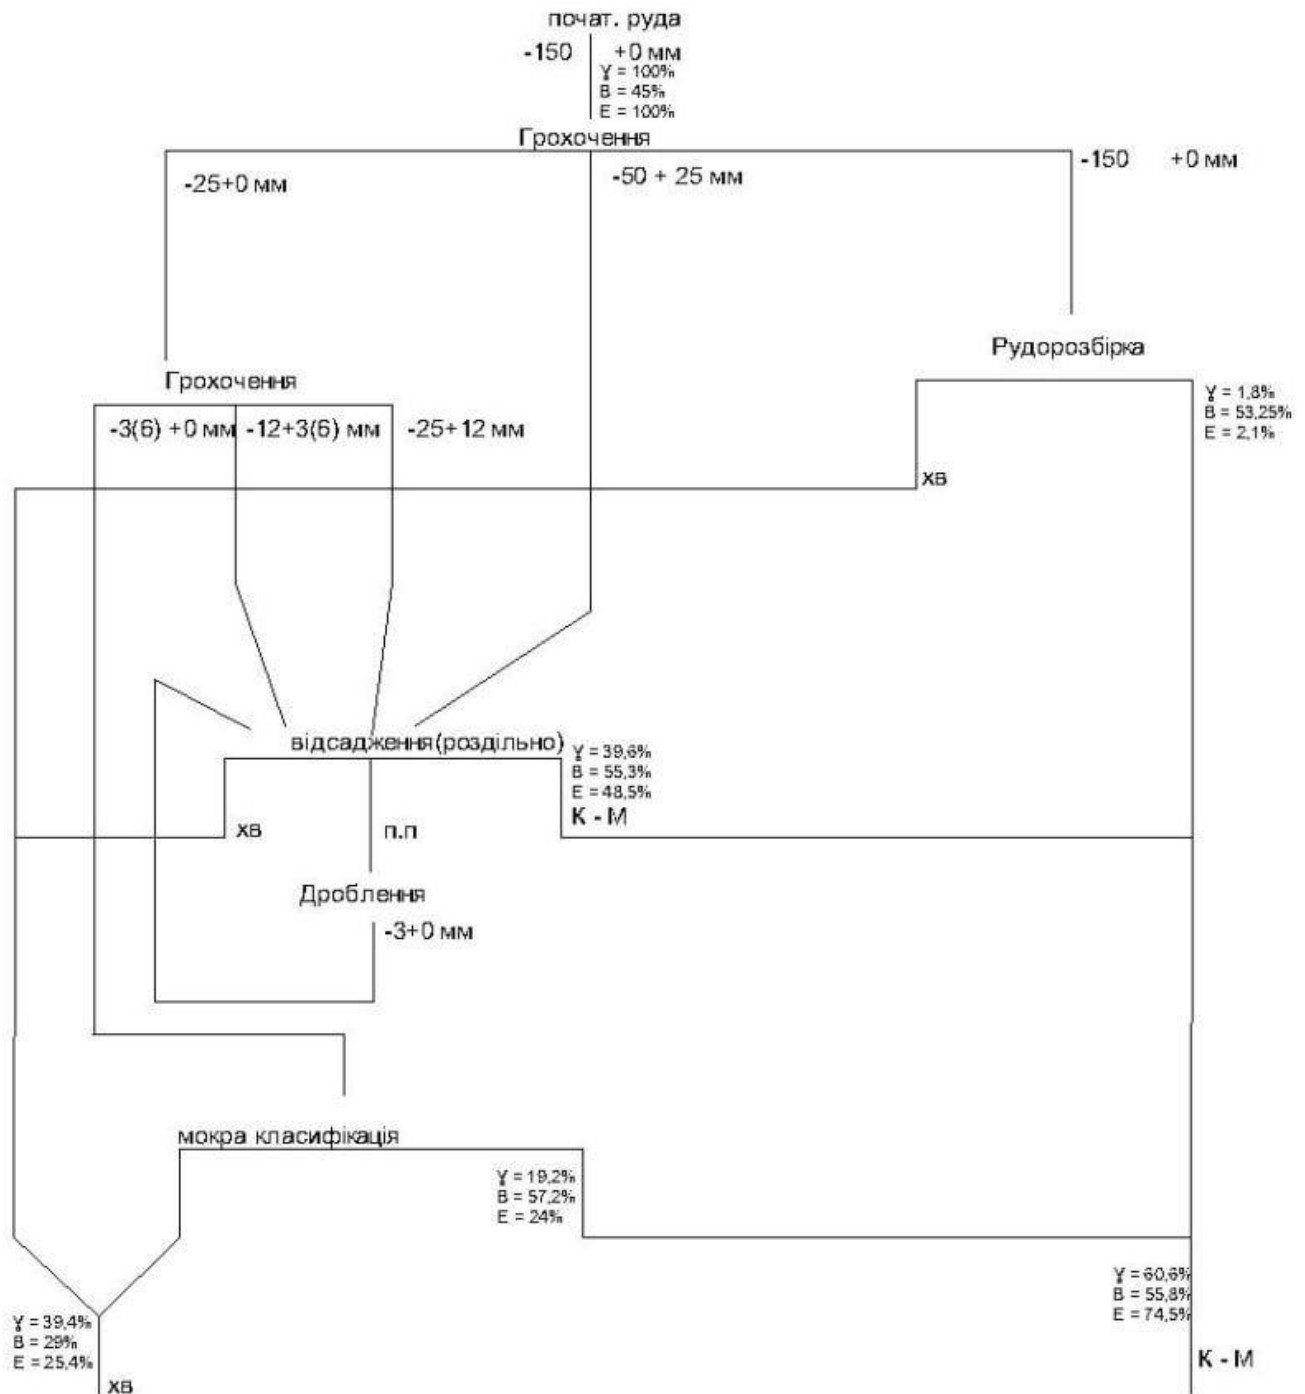 почат. руда
-150 +0 мм
Ɣ = 100%
B = 45%
E = 100%
Грохочення
-25+0 мм
-50 + 25 мм
-150 +0 мм
Рудорозбірка
Грохочення
Ɣ = 1,8%
B = 53,25%
E = 2,1%
-3(6) +0 мм -12+3(6) мм -25+12 мм
хв
відсадження(роздільно)
Ɣ = 39,6%
B = 55,3%
E = 48,5%
К - М
хв
п.п
Дроблення
-3+0 мм
мокра класифікація
Ɣ = 19,2%
B = 57,2%
E = 24%
Ɣ = 60,6%
B = 55,8%
E = 74,5%
Ɣ = 39,4%
B = 29%
E = 25,4%
К - М
хв